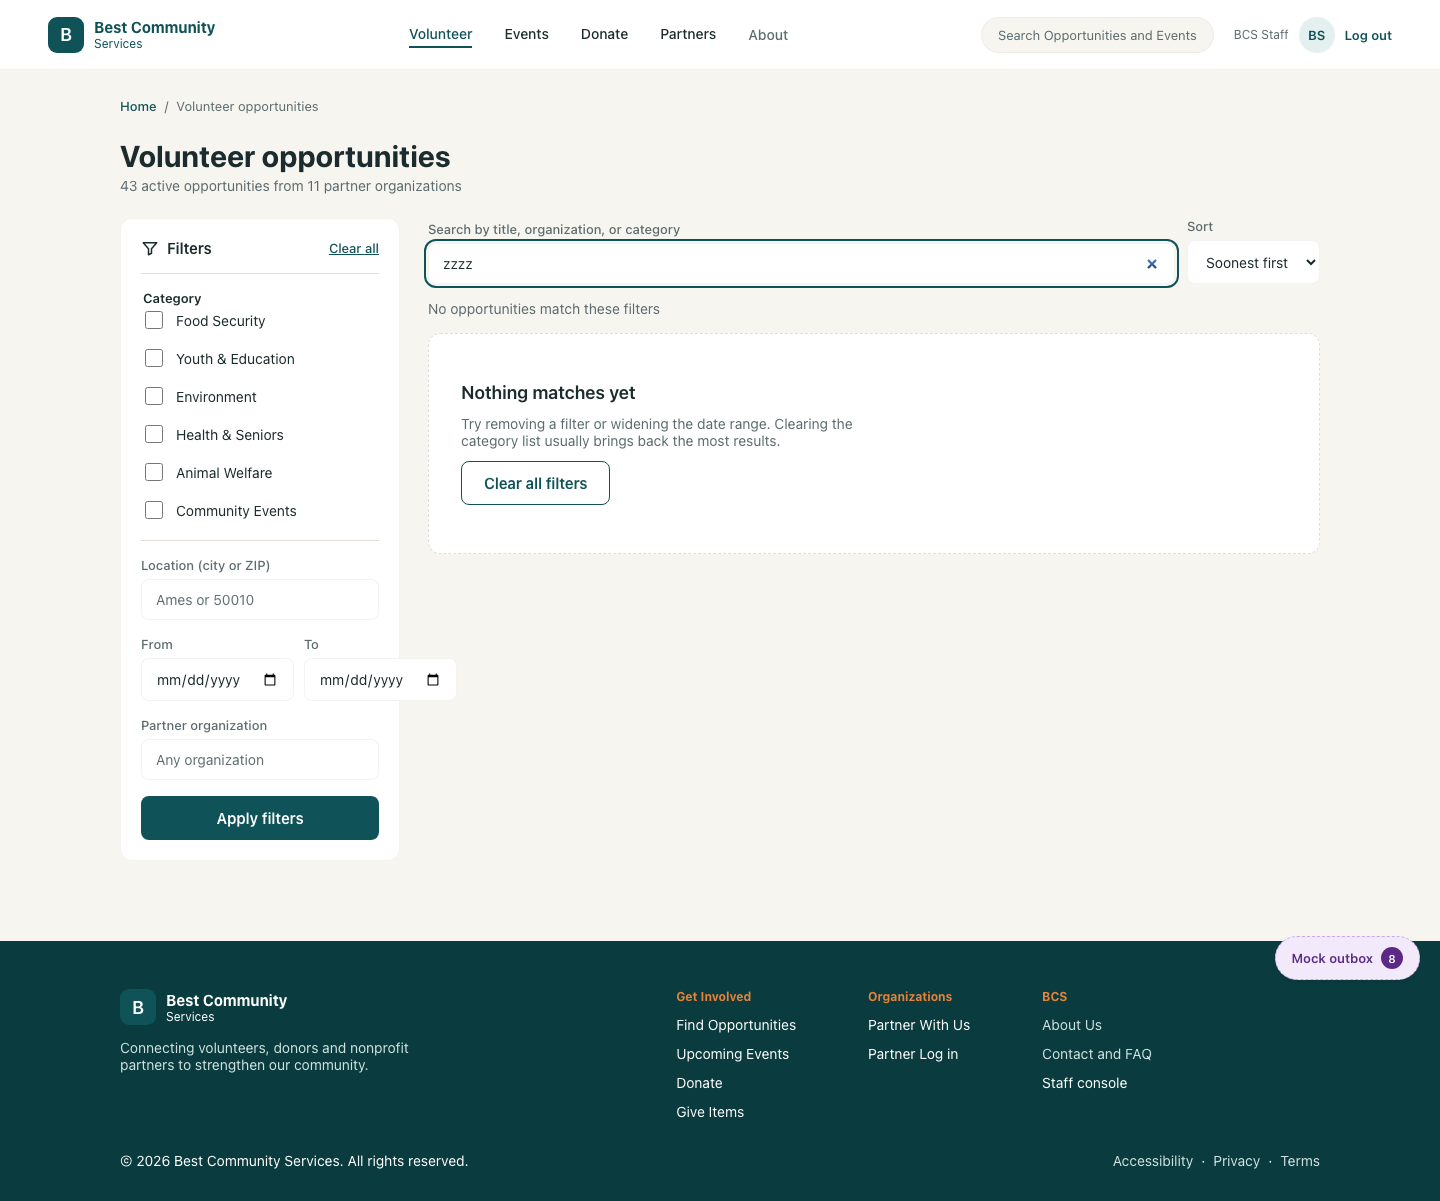 B
Best Community
Services
Volunteer
Events
Donate
Partners
About
Search Opportunities and Events
BCS Staff
BS
Log out
Home / Volunteer opportunities
Volunteer opportunities
43 active opportunities from 11 partner organizations
Filters
Clear all
Category
Food Security
Youth & Education
Environment
Health & Seniors
Animal Welfare
Community Events
Location (city or ZIP)
Ames or 50010
From
To
mm/dd/yyyy
mm/dd/yyyy
Partner organization
Any organization
Apply filters
Search by title, organization, or category
zzzz
Sort
Soonest first
No opportunities match these filters
Nothing matches yet
Try removing a filter or widening the date range. Clearing the
category list usually brings back the most results.
Clear all filters
Mock outbox 8
B
Best Community
Services
Connecting volunteers, donors and nonprofit
partners to strengthen our community.
Get Involved
Find Opportunities
Upcoming Events
Donate
Give Items
Organizations
Partner With Us
Partner Log in
BCS
About Us
Contact and FAQ
Staff console
© 2026 Best Community Services. All rights reserved.
Accessibility · Privacy · Terms